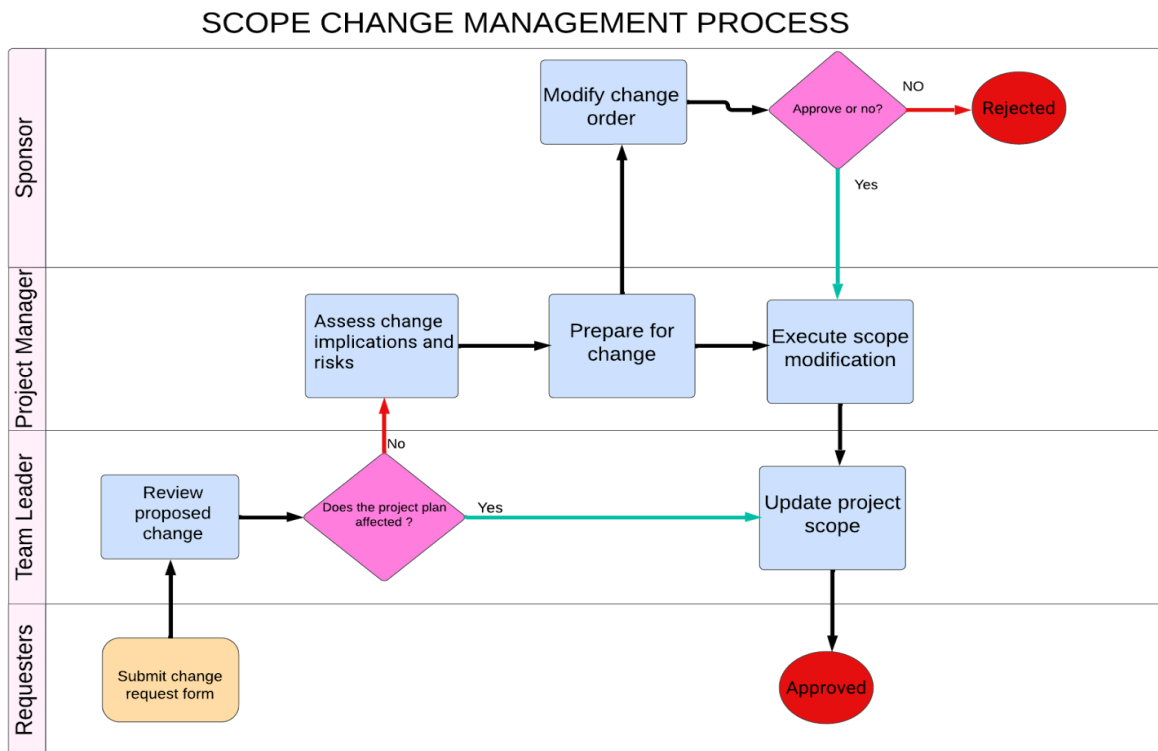 SCOPE CHANGE MANAGEMENT PROCESS
Sponsor
Modify change
order
Approve or no?
NO
Rejected
Yes
Project Manager
Assess change
implications and
risks
Prepare for
change
Execute scope
modification
No
Team Leader
Review
proposed
change
Does the project plan
affected ?
Yes
Update project
scope
Requesters
Submit change
request form
Approved